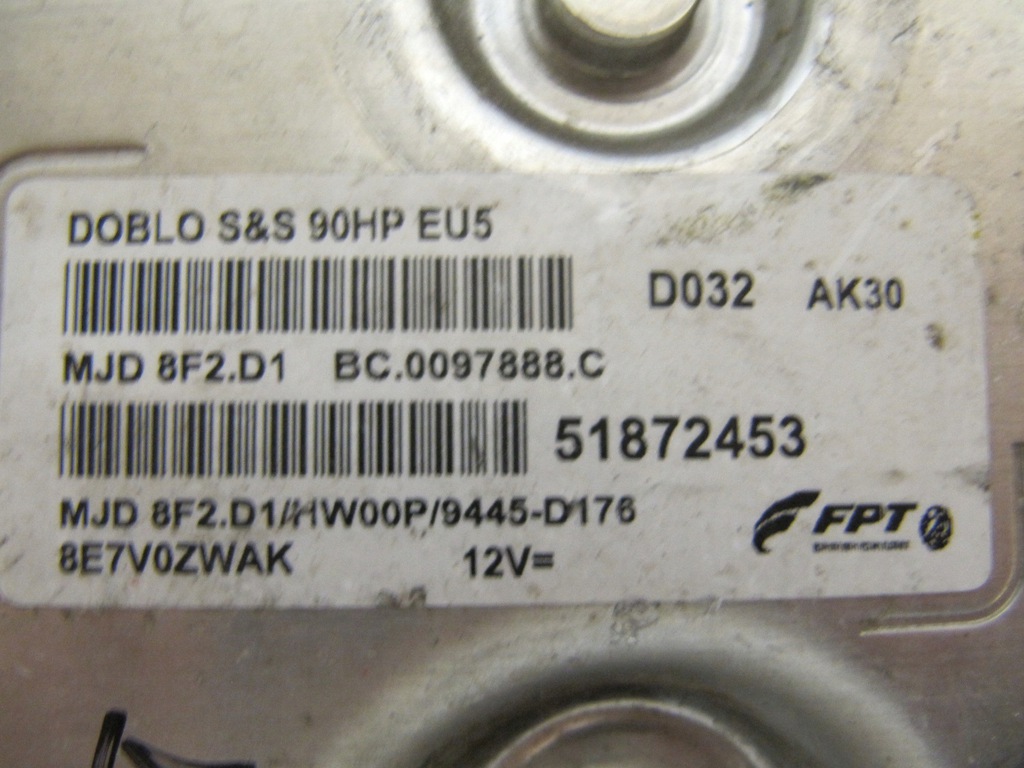 DOBLO S&S 90HP EU5
D032 AK30
MJD 8F2.D1 BC.0097888.C
51872453
MJD 8F2.D1/HW00P/9445-D176
8E7V0ZWAK 12V=
FPT